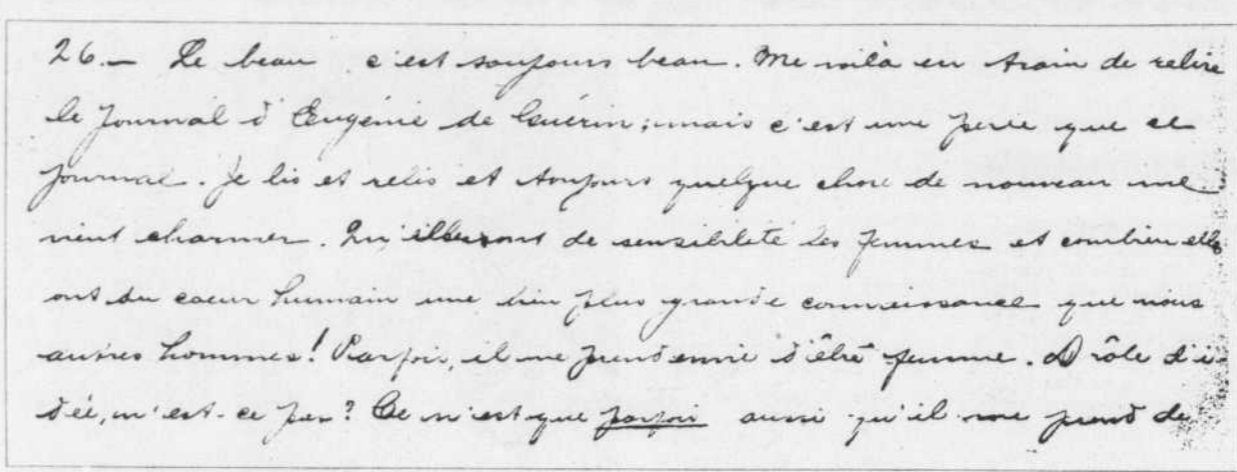 26.— Le beau c'est toujours beau. Me voilà en train de relire
le Journal d'Eugénie de Guérin; mais c'est une perle que ce
journal. Je lis et relis et toujours quelque chose de nouveau me
vient charmer. Qu'elles ont de sensibilité les femmes et combien elles
ont du coeur humain une bien plus grande connaissance que nous
autres hommes! Parfois, il me prend envie d'être femme. Drôle d'i-
dée, n'est-ce pas? Ce n'est que parfois aussi qu'il me prend de